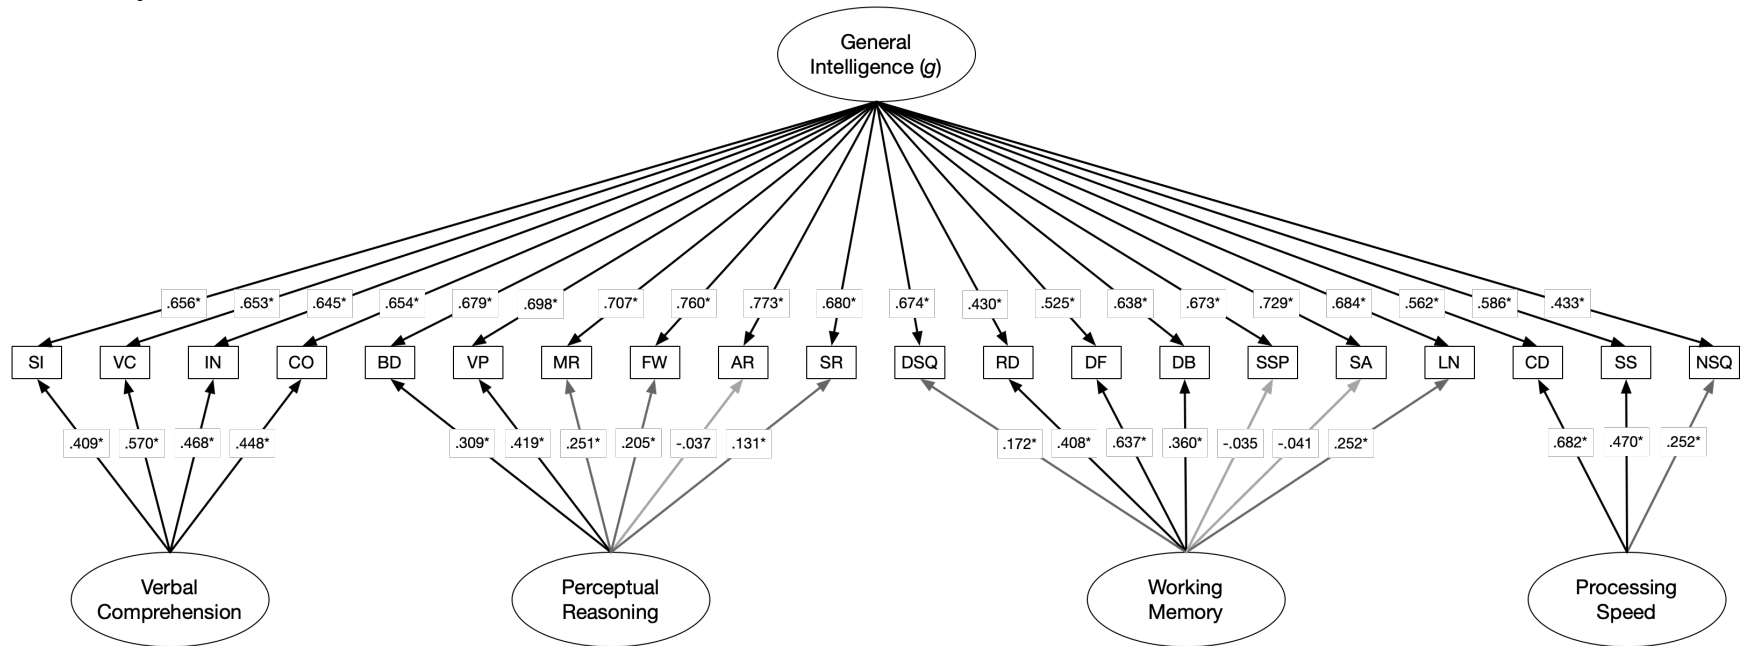 General
Intelligence (g)
.656* .653* .645* .654* .679* .698* .707* .760* .773* .680* .674* .430* .525* .638* .673* .729* .684* .562* .586* .433*
SI VC IN CO BD VP MR FW AR SR DSQ RD DF DB SSP SA LN CD SS NSQ
.409* .570* .468* .448* .309* .419* .251* .205* -.037 .131* .172* .408* .637* .360* -.035 -.041 .252* .682* .470* .252*
Verbal
Comprehension
Perceptual
Reasoning
Working
Memory
Processing
Speed